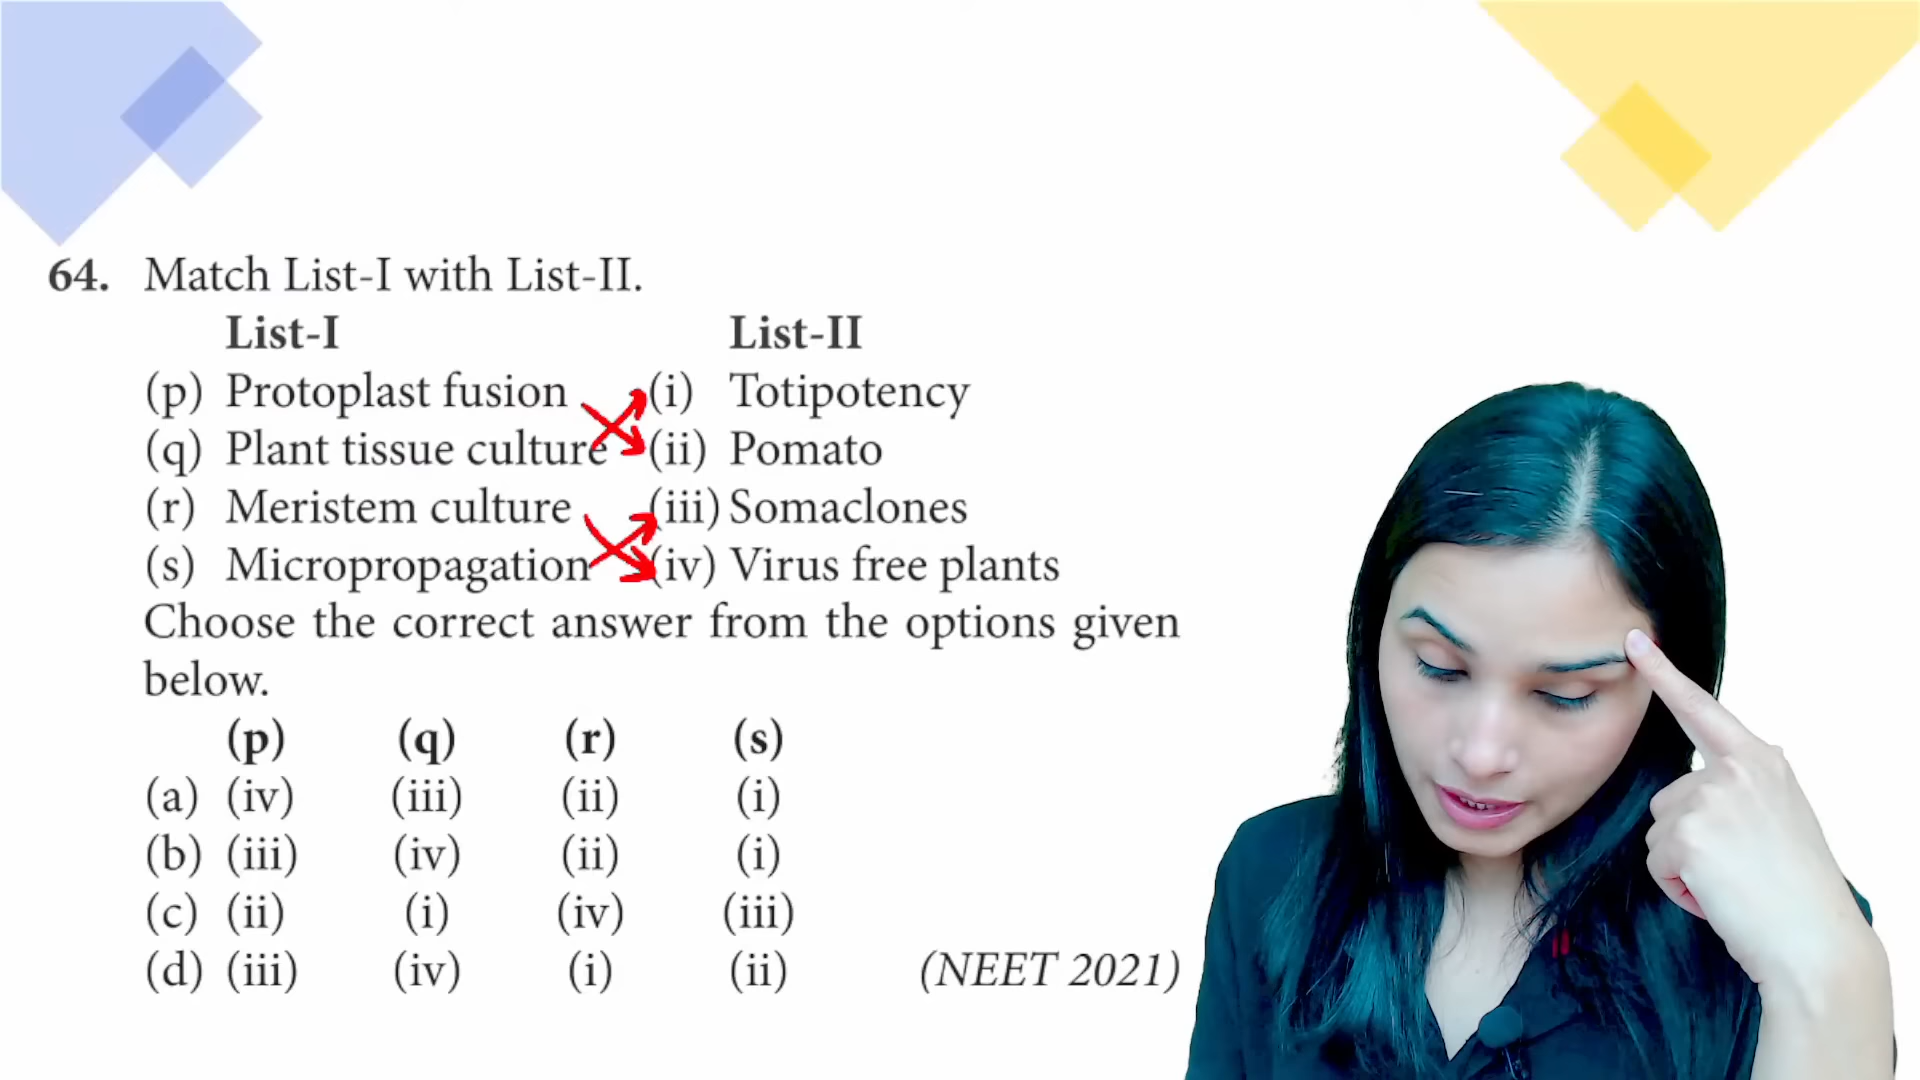 64. Match List-I with List-II.
List-I List-II
(p) Protoplast fusion (i) Totipotency
(q) Plant tissue culture (ii) Pomato
(r) Meristem culture (iii) Somaclones
(s) Micropropagation (iv) Virus free plants
Choose the correct answer from the options given
below.
(p) (q) (r) (s)
(a) (iv) (iii) (ii) (i)
(b) (iii) (iv) (ii) (i)
(c) (ii) (i) (iv) (iii)
(d) (iii) (iv) (i) (ii) (NEET 2021)